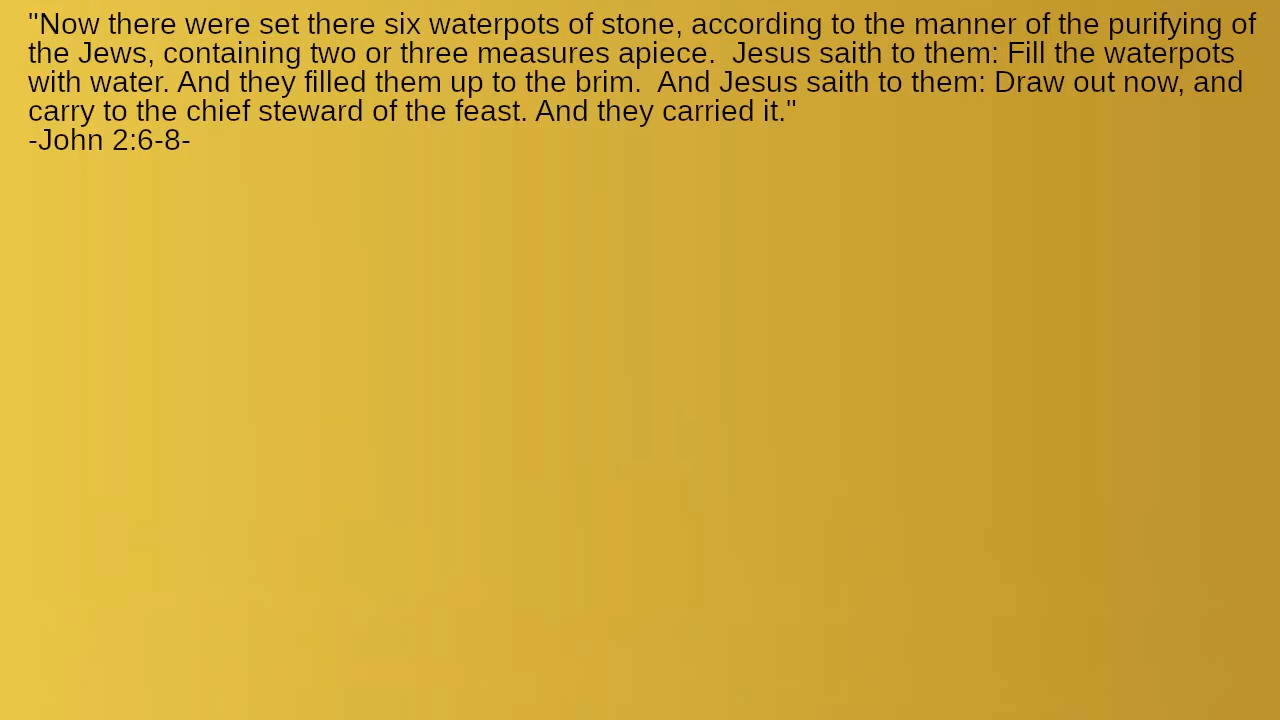 "Now there were set there six waterpots of stone, according to the manner of the purifying of
the Jews, containing two or three measures apiece.  Jesus saith to them: Fill the waterpots
with water. And they filled them up to the brim.  And Jesus saith to them: Draw out now, and
carry to the chief steward of the feast. And they carried it."
-John 2:6-8-